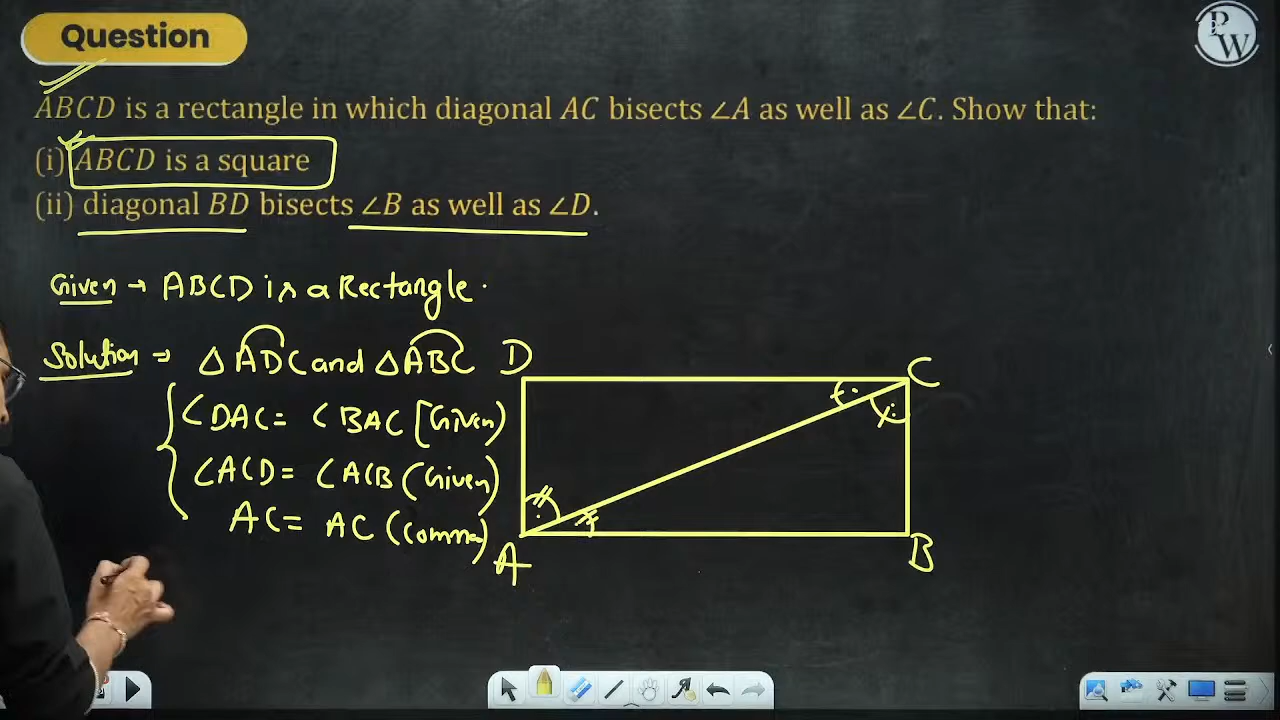 Question
PW
ABCD is a rectangle in which diagonal AC bisects ∠A as well as ∠C. Show that:
(i) ABCD is a square
(ii) diagonal BD bisects ∠B as well as ∠D.
Given → ABCD is a Rectangle.
Solution ⇒ △ ADC and △ ABC
∠DAC = ∠BAC [Given)
∠ACD = ∠ACB (Given)
AC = AC (Common)
D
C
A
B